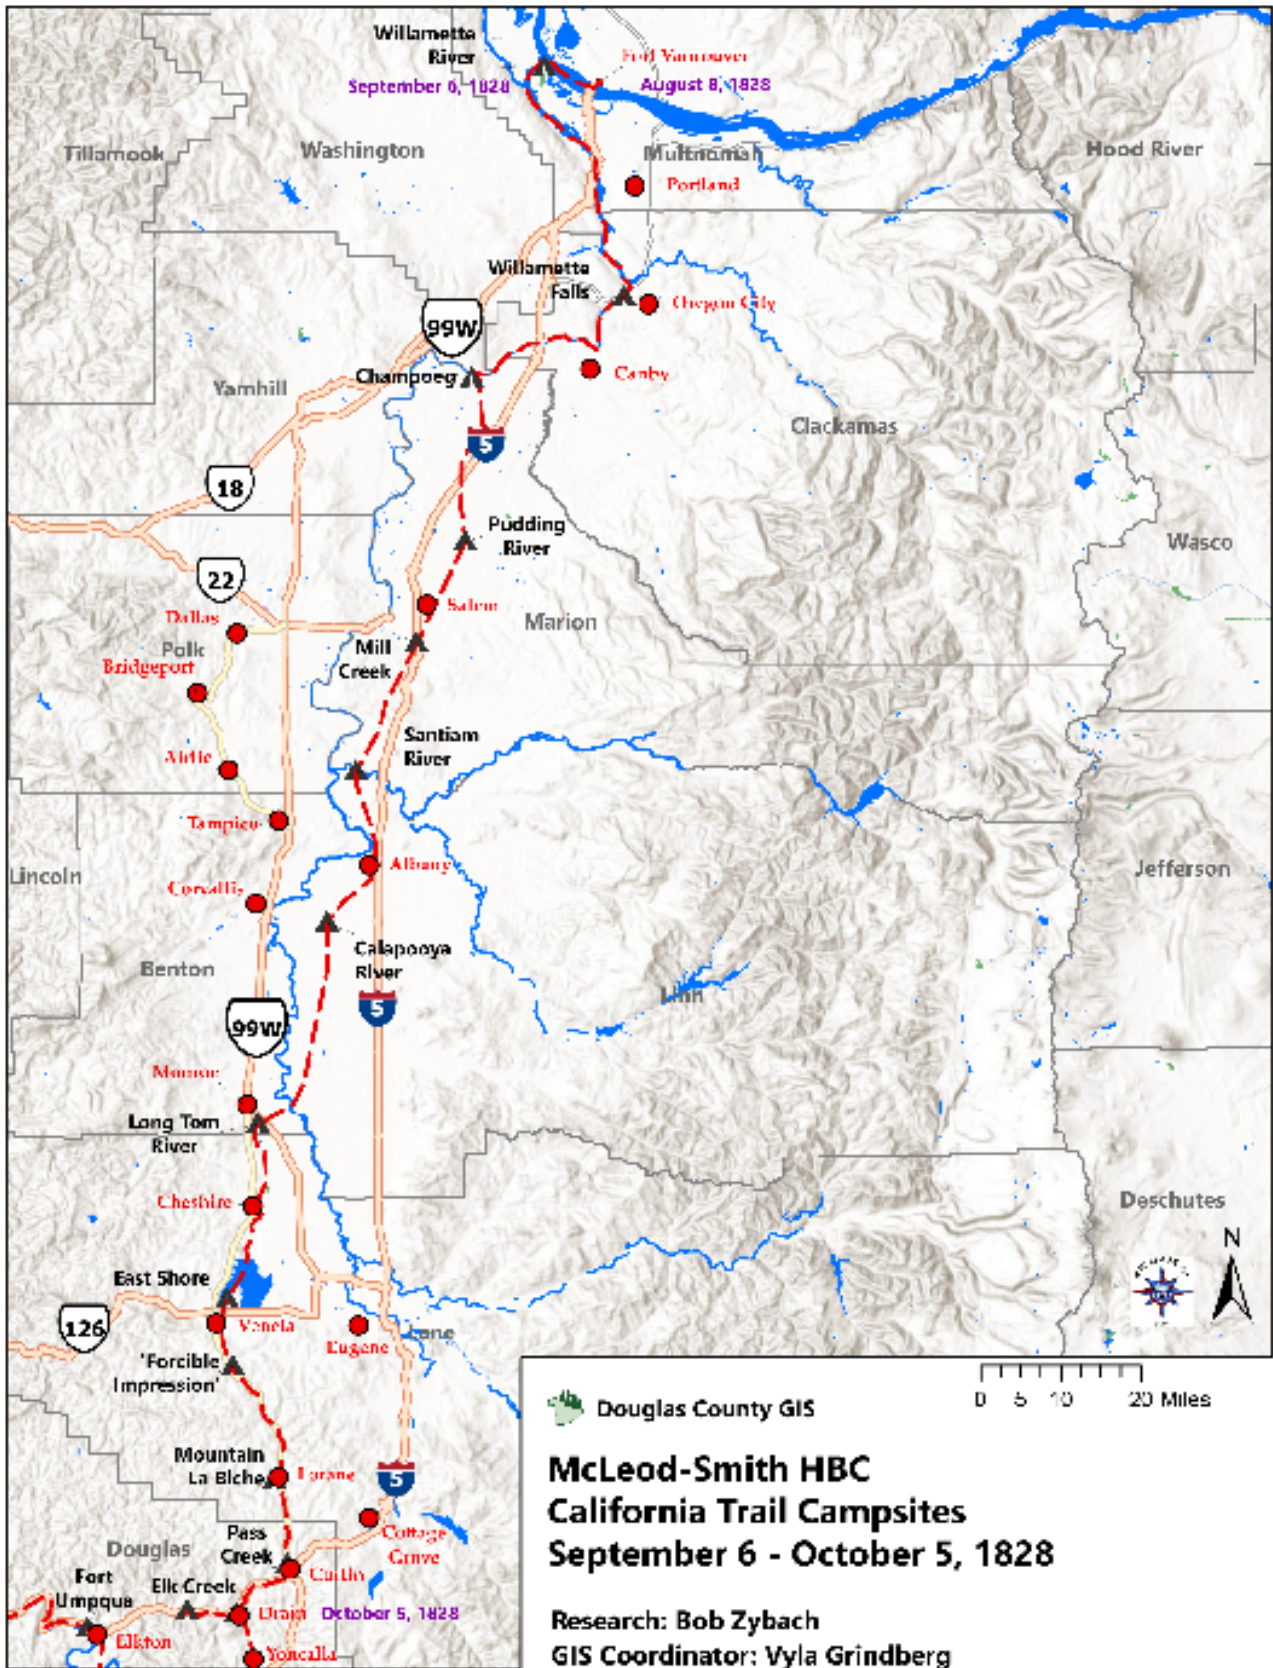 Willamette
River
Fort Vancouver
September 6, 1828
August 8, 1828
Tillamook
Washington
Multnomah
Hood River
Portland
Willamette
Falls
Oregon City
99W
Champoeg
Canby
Yamhill
Clackamas
5
18
Pudding
River
Wasco
22
Salem
Dallas
Marion
Polk
Mill
Creek
Bridgeport
Santiam
River
Airlie
Tampico
Albany
Jefferson
Lincoln
Corvallis
Calapooya
River
Benton
Linn
5
99W
Monroe
Long Tom
River
Cheshire
Deschutes
N
East Shore
126
Veneta
Lane
Eugene
'Forcible
Impression'
0 5 10 20 Miles
Douglas County GIS
Mountain
La Biche
Lorane
5
McLeod-Smith HBC
California Trail Campsites
September 6 - October 5, 1828
Cottage
Grove
Pass
Creek
Douglas
Curtin
Fort
Umpqua
Elk Creek
Drain
October 5, 1828
Elkton
Yoncalla
Research: Bob Zybach
GIS Coordinator: Vyla Grindberg